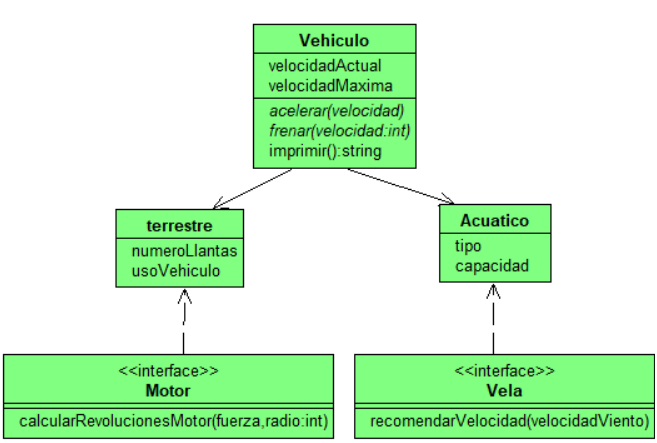 Vehiculo
velocidadActual
velocidadMaxima
acelerar(velocidad)
frenar(velocidad:int)
imprimir():string
terrestre
numeroLlantas
usoVehiculo
Acuatico
tipo
capacidad
<<interface>>
Motor
calcularRevolucionesMotor(fuerza,radio:int)
<<interface>>
Vela
recomendarVelocidad(velocidadViento)